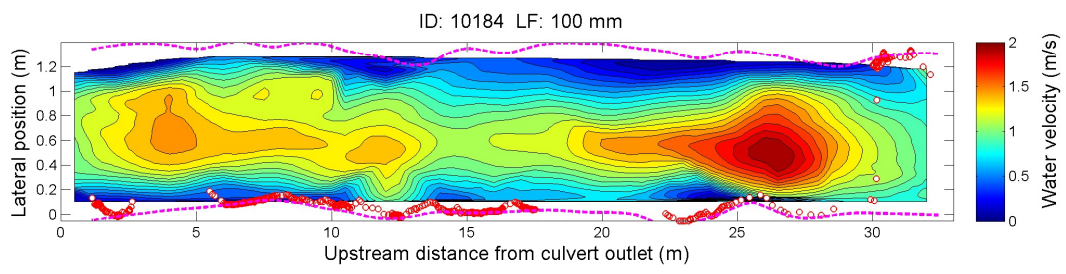 ID: 10184  LF: 100 mm
Lateral position (m)
1.2
1
0.8
0.6
0.4
0.2
0
0 5 10 15 20 25 30
Upstream distance from culvert outlet (m)
2
1.5
1
0.5
0
Water velocity (m/s)